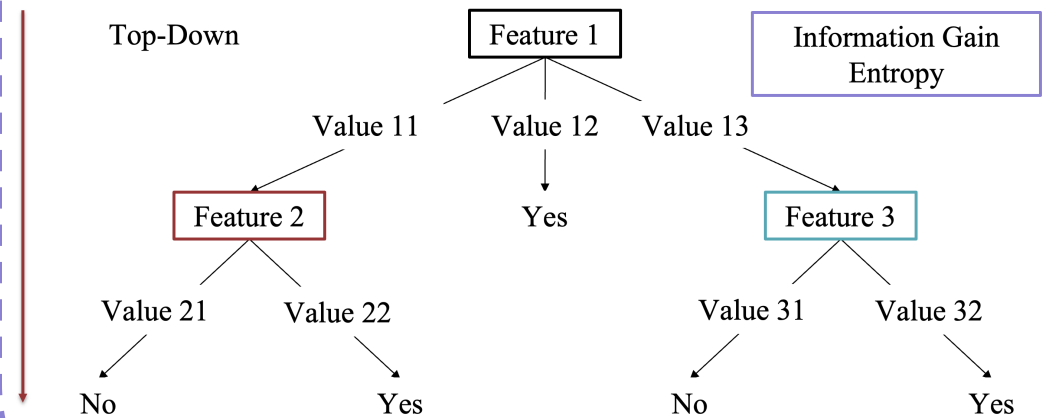 Top-Down
Feature 1
Information Gain
Entropy
Value 11
Value 12
Value 13
Feature 2
Yes
Feature 3
Value 21
Value 22
Value 31
Value 32
No
Yes
No
Yes